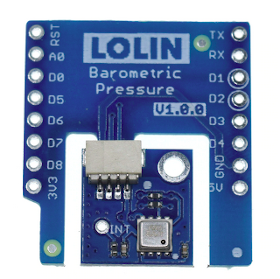 LOLIN
Barometric
Pressure
V1.0.0
RST
A0
D0
D5
D6
D7
D8
3V3
TX
RX
D1
D2
D3
D4
GND
5V
INT